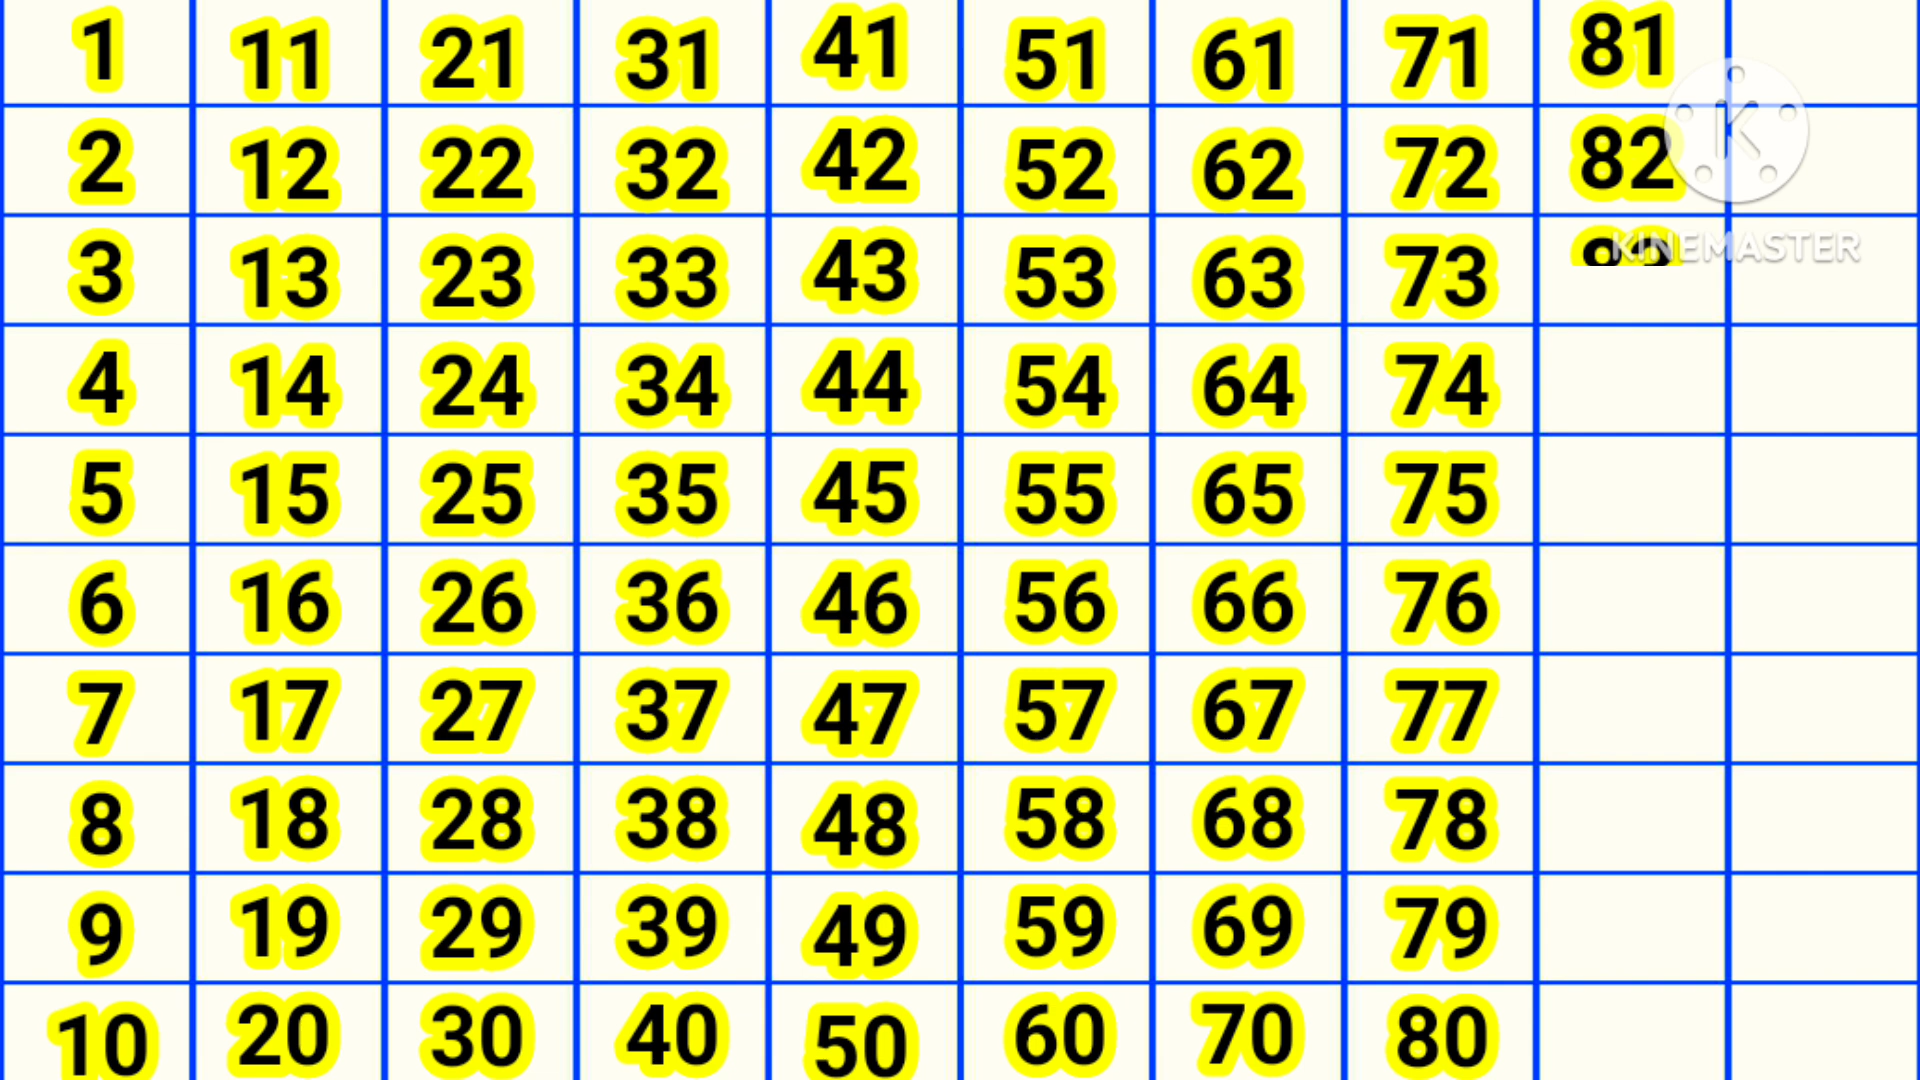 1 11 21 31 41 51 61 71 81
2 12 22 32 42 52 62 72 82
3 13 23 33 43 53 63 73
KINEMASTER
4 14 24 34 44 54 64 74
5 15 25 35 45 55 65 75
6 16 26 36 46 56 66 76
7 17 27 37 47 57 67 77
8 18 28 38 48 58 68 78
9 19 29 39 49 59 69 79
10 20 30 40 50 60 70 80